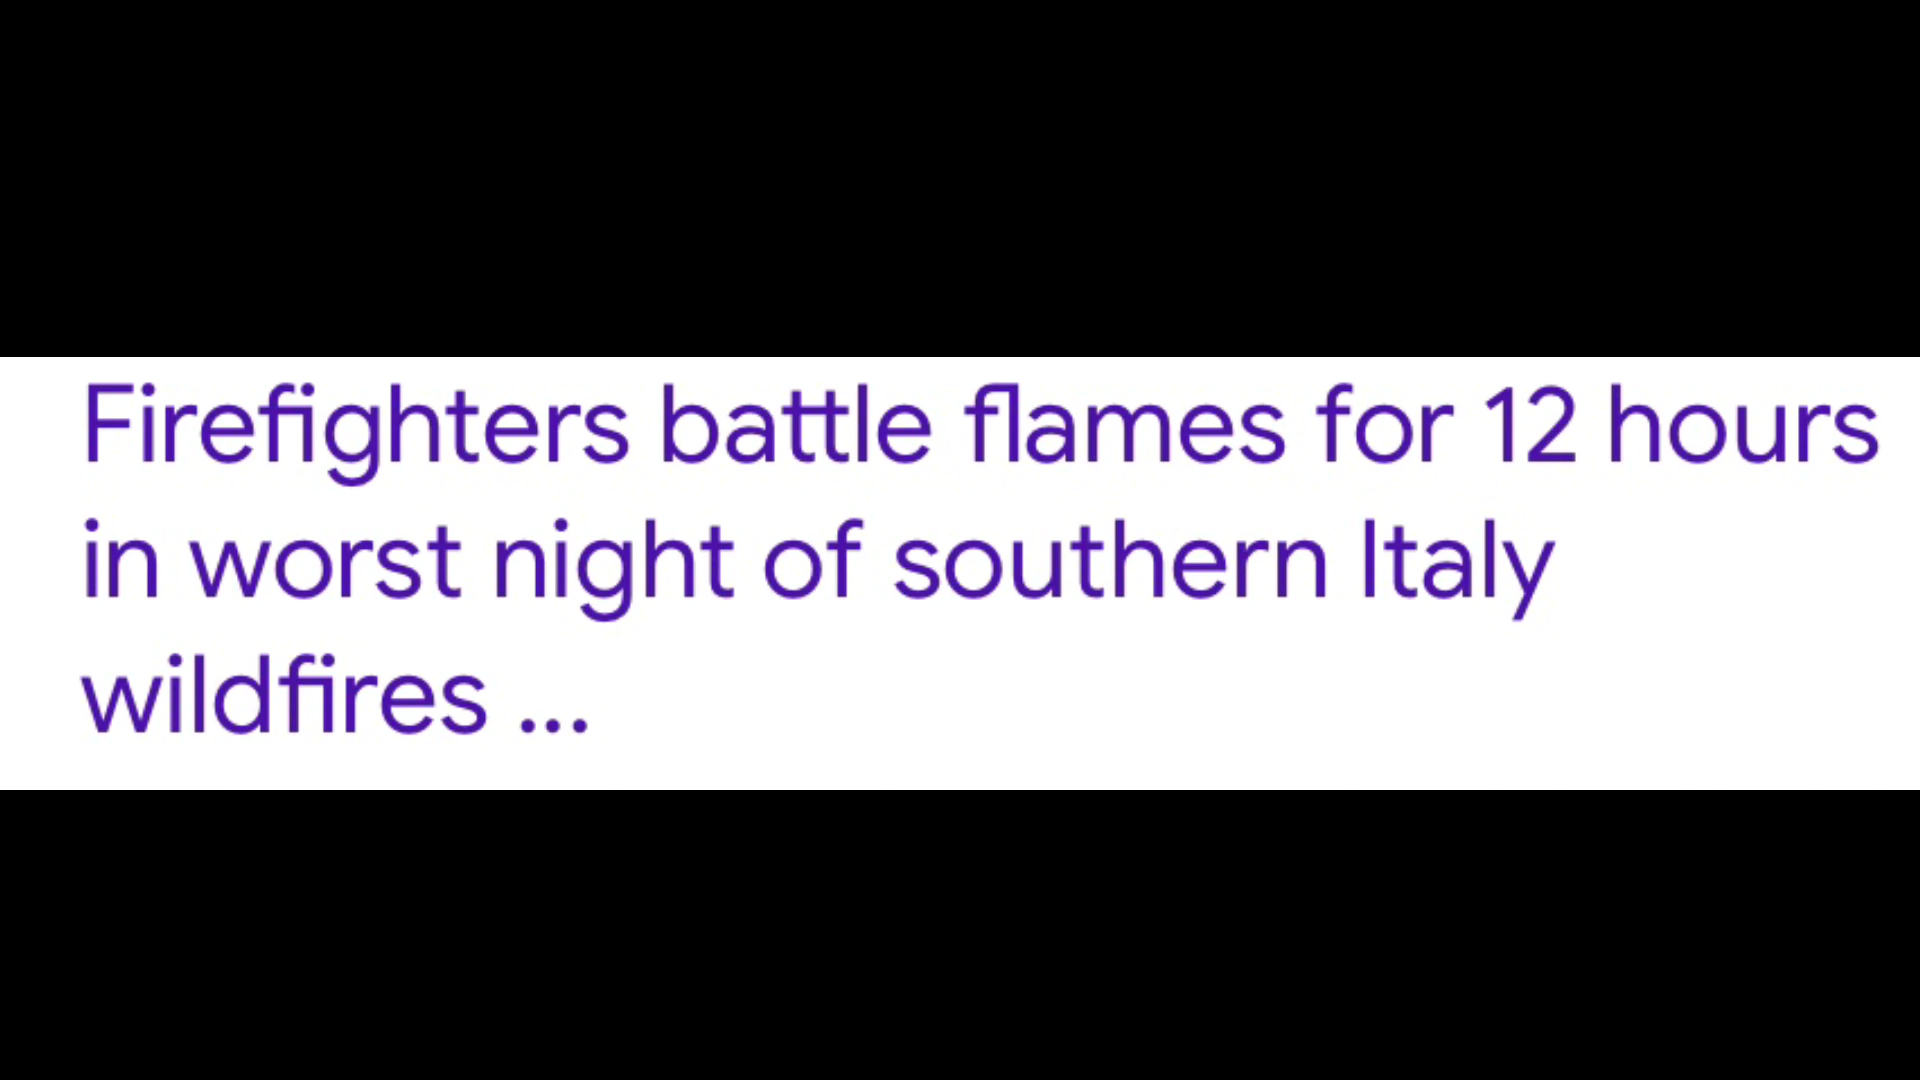 Firefighters battle flames for 12 hours
in worst night of southern Italy
wildfires ...